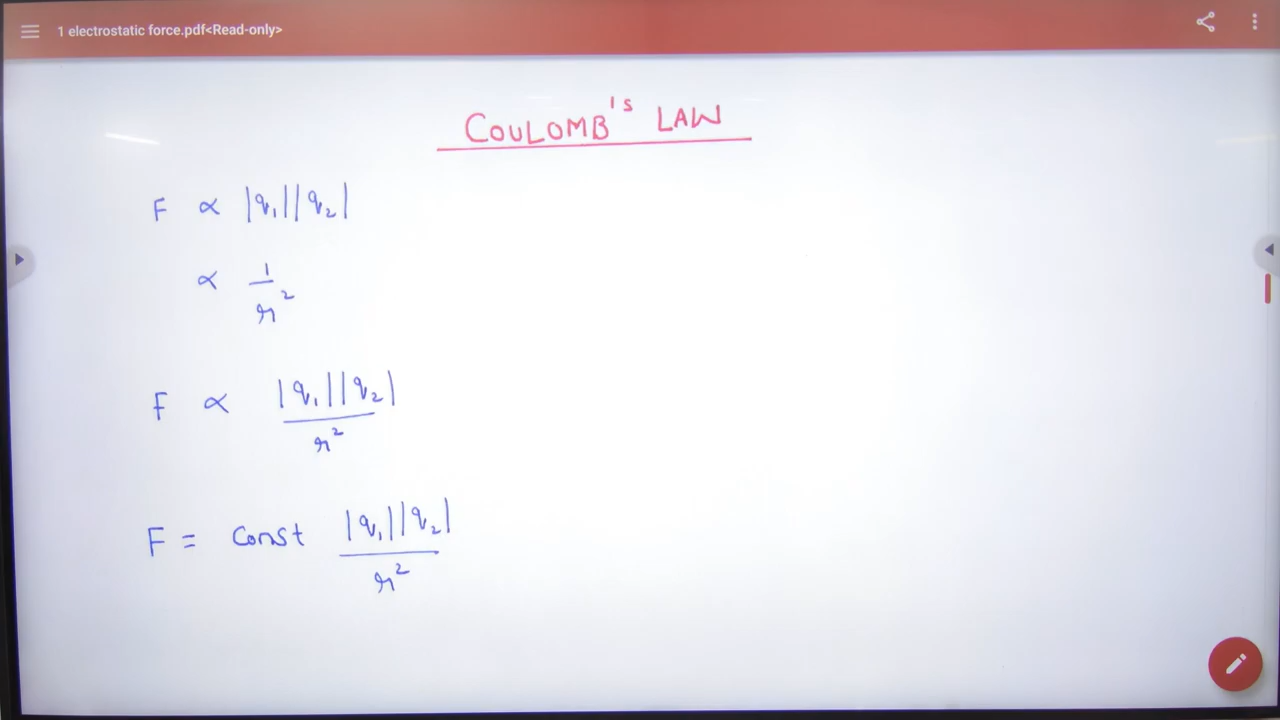 1 electrostatic force.pdf<Read-only>
COULOMB'S LAW
F ∝ |q₁||q₂|
∝ 1/r²
F ∝ |q₁||q₂|/r²
F = Const |q₁||q₂|/r²